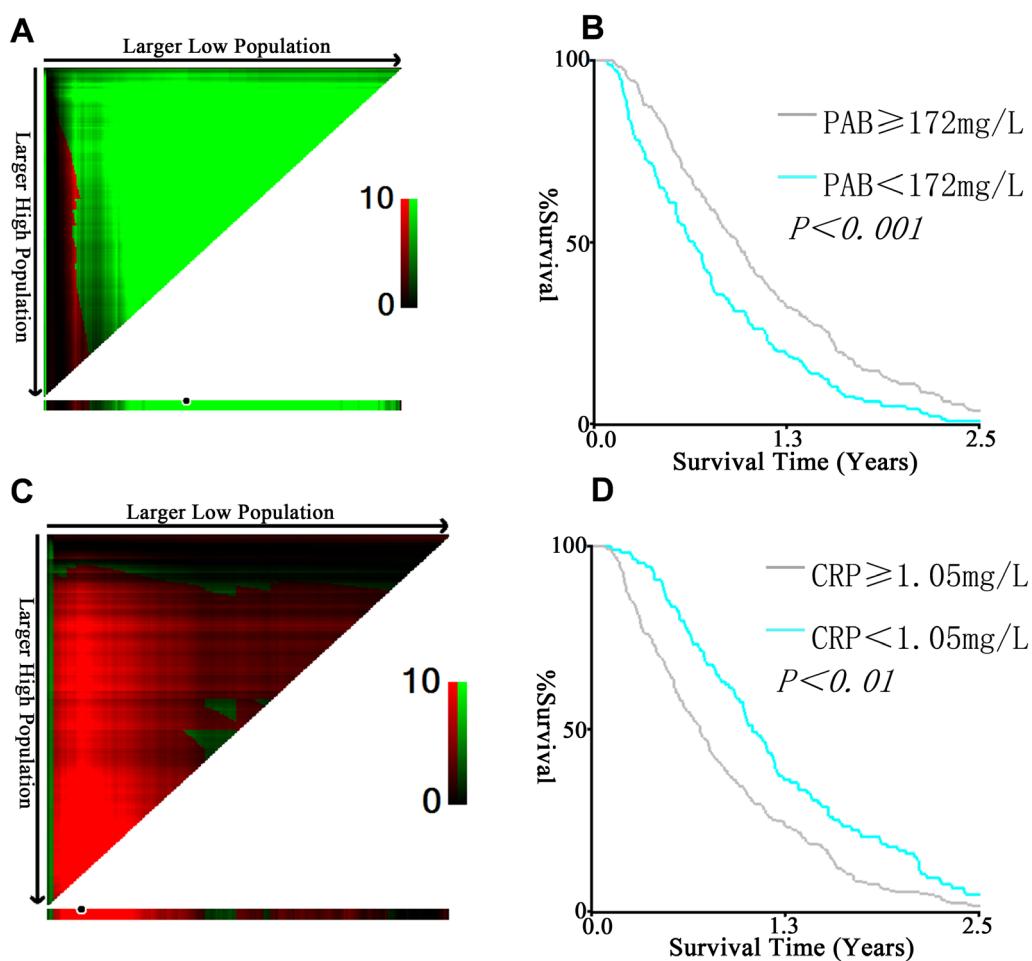 A
Larger Low Population
Larger High Population
10
0
B
100
50
0
%Survival
PAB≥172mg/L
PAB<172mg/L
P<0.001
0.0
1.3
2.5
Survival Time (Years)
C
Larger Low Population
Larger High Population
10
0
D
100
50
0
%Survival
CRP≥1.05mg/L
CRP<1.05mg/L
P<0.01
0.0
1.3
2.5
Survival Time (Years)